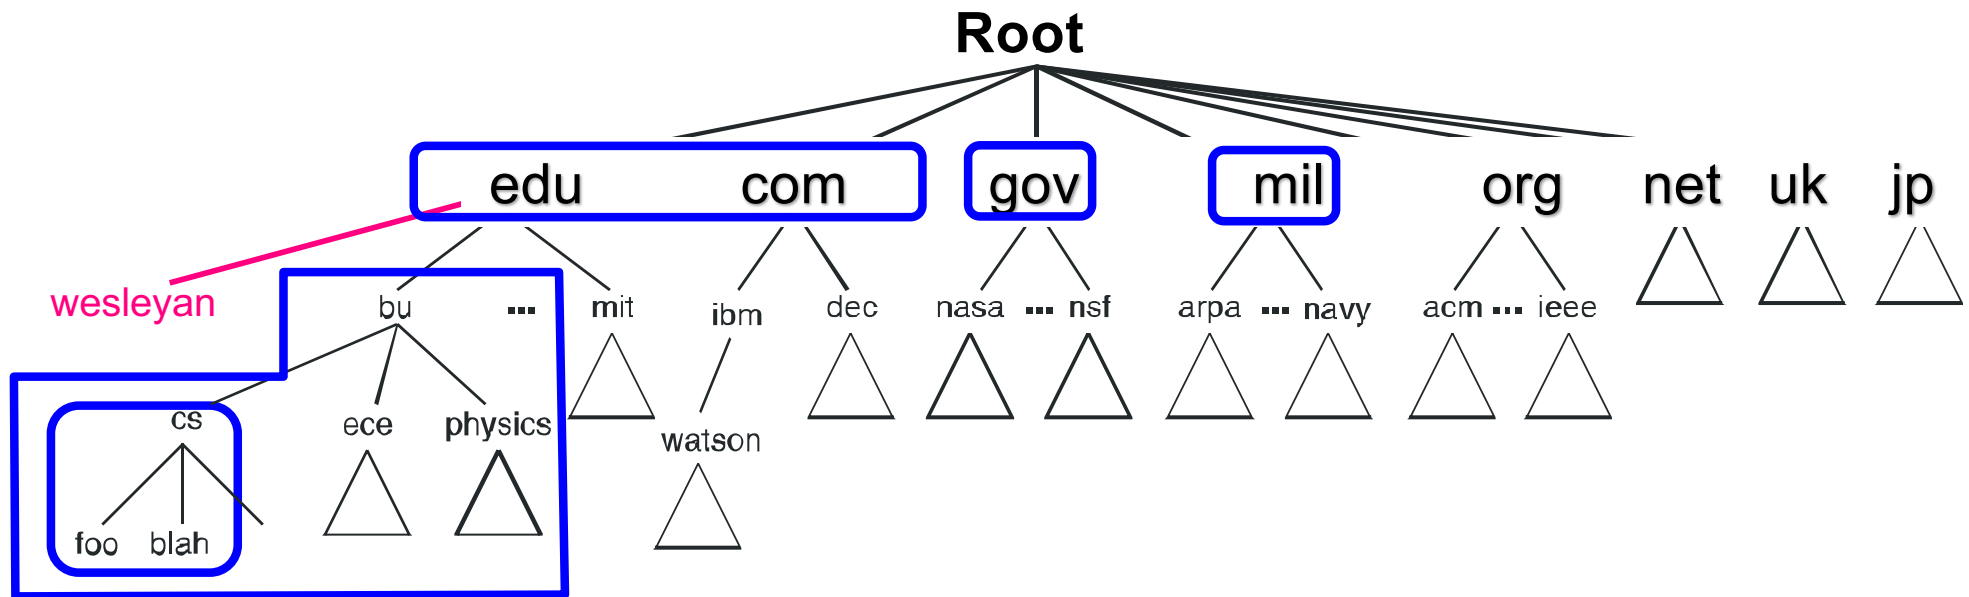 Root
edu com gov mil org net uk jp
wesleyan bu ... mit ibm dec nasa ... nsf arpa ... navy acm ... ieee
cs ece physics watson
foo blah